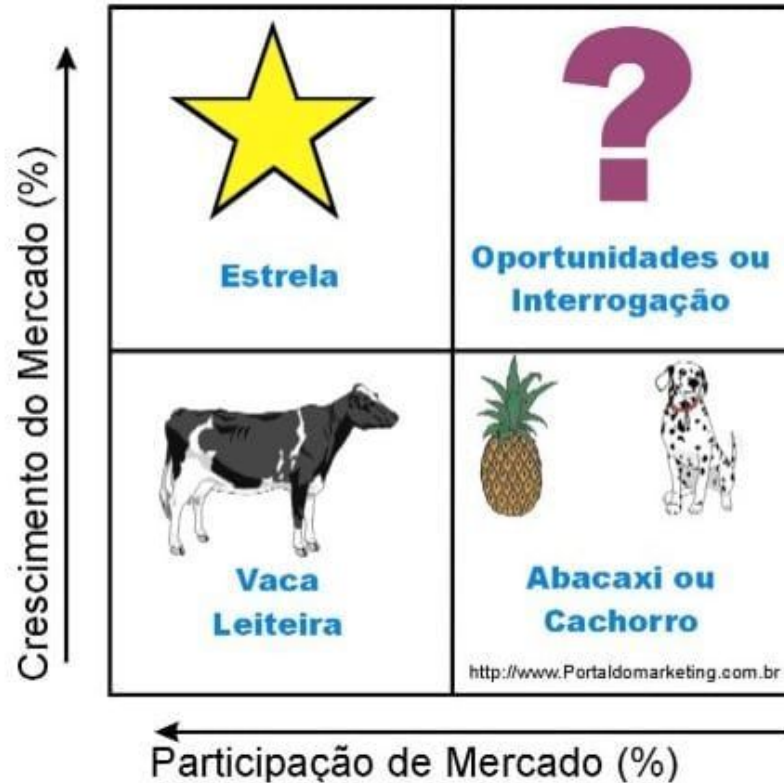 Crescimento do Mercado (%)
Estrela
?
Oportunidades ou
Interrogação
Vaca
Leiteira
Abacaxi ou
Cachorro
http://www.Portaldomarketing.com.br
Participação de Mercado (%)